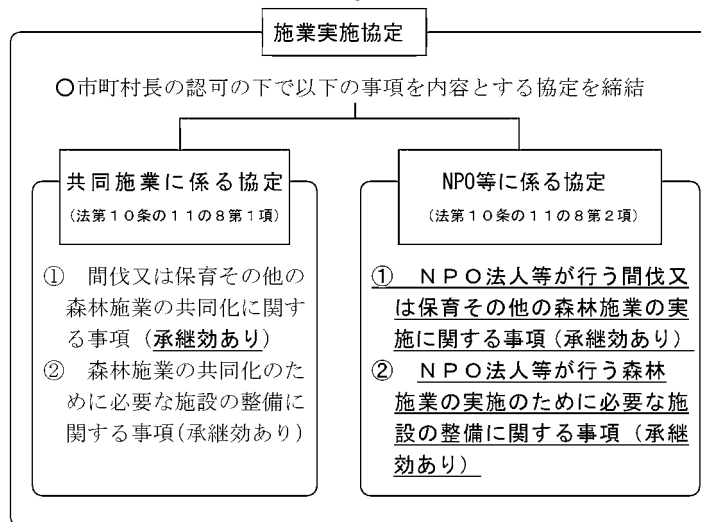 施業実施協定
○市町村長の認可の下で以下の事項を内容とする協定を締結
共同施業に係る協定
(法第10条の11の8第1項)
① 間伐又は保育その他の
森林施業の共同化に関す
る事項（承継効あり）
② 森林施業の共同化のた
めに必要な施設の整備に
関する事項(承継効あり)
NPO等に係る協定
(法第10条の11の8第2項)
① NPO法人等が行う間伐又
は保育その他の森林施業の実
施に関する事項（承継効あり）
② NPO法人等が行う森林
施業の実施のために必要な施
設の整備に関する事項（承継
効あり）